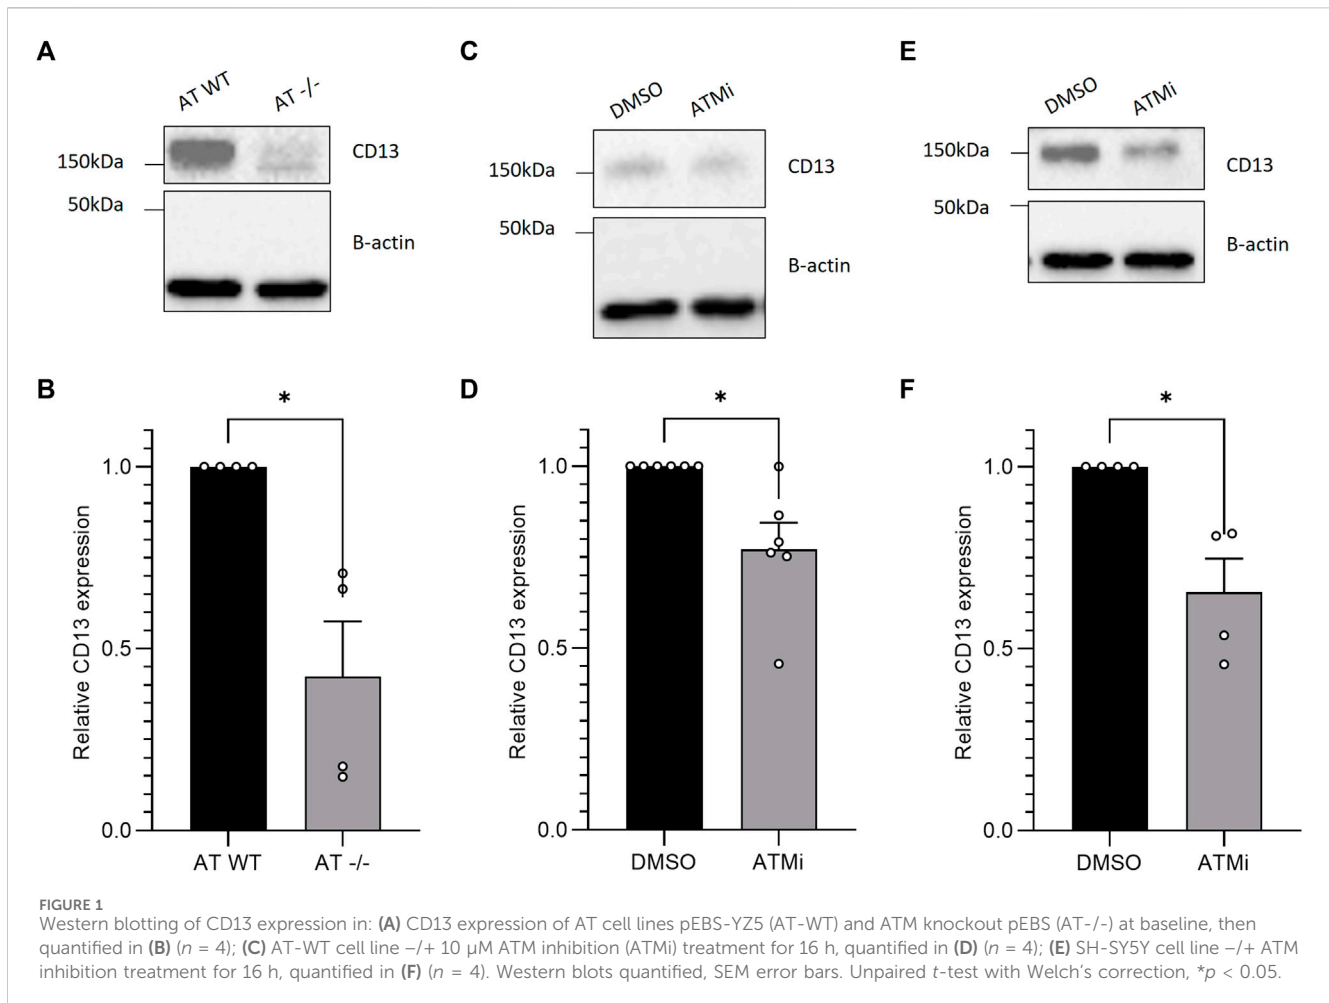 A
AT WT
AT -/-
150kDa
CD13
50kDa
B-actin
C
DMSO
ATMi
150kDa
CD13
50kDa
B-actin
E
DMSO
ATMi
150kDa
CD13
50kDa
B-actin
B
*
1.0
0.5
0.0
Relative CD13 expression
AT WT
AT -/-
D
*
1.0
0.5
0.0
Relative CD13 expression
DMSO
ATMi
F
*
1.0
0.5
0.0
Relative CD13 expression
DMSO
ATMi
FIGURE 1
Western blotting of CD13 expression in: (A) CD13 expression of AT cell lines pEBS-YZ5 (AT-WT) and ATM knockout pEBS (AT-/-) at baseline, then
quantified in (B) (n = 4); (C) AT-WT cell line −/+ 10 µM ATM inhibition (ATMi) treatment for 16 h, quantified in (D) (n = 4); (E) SH-SY5Y cell line −/+ ATM
inhibition treatment for 16 h, quantified in (F) (n = 4). Western blots quantified, SEM error bars. Unpaired t-test with Welch's correction, *p < 0.05.